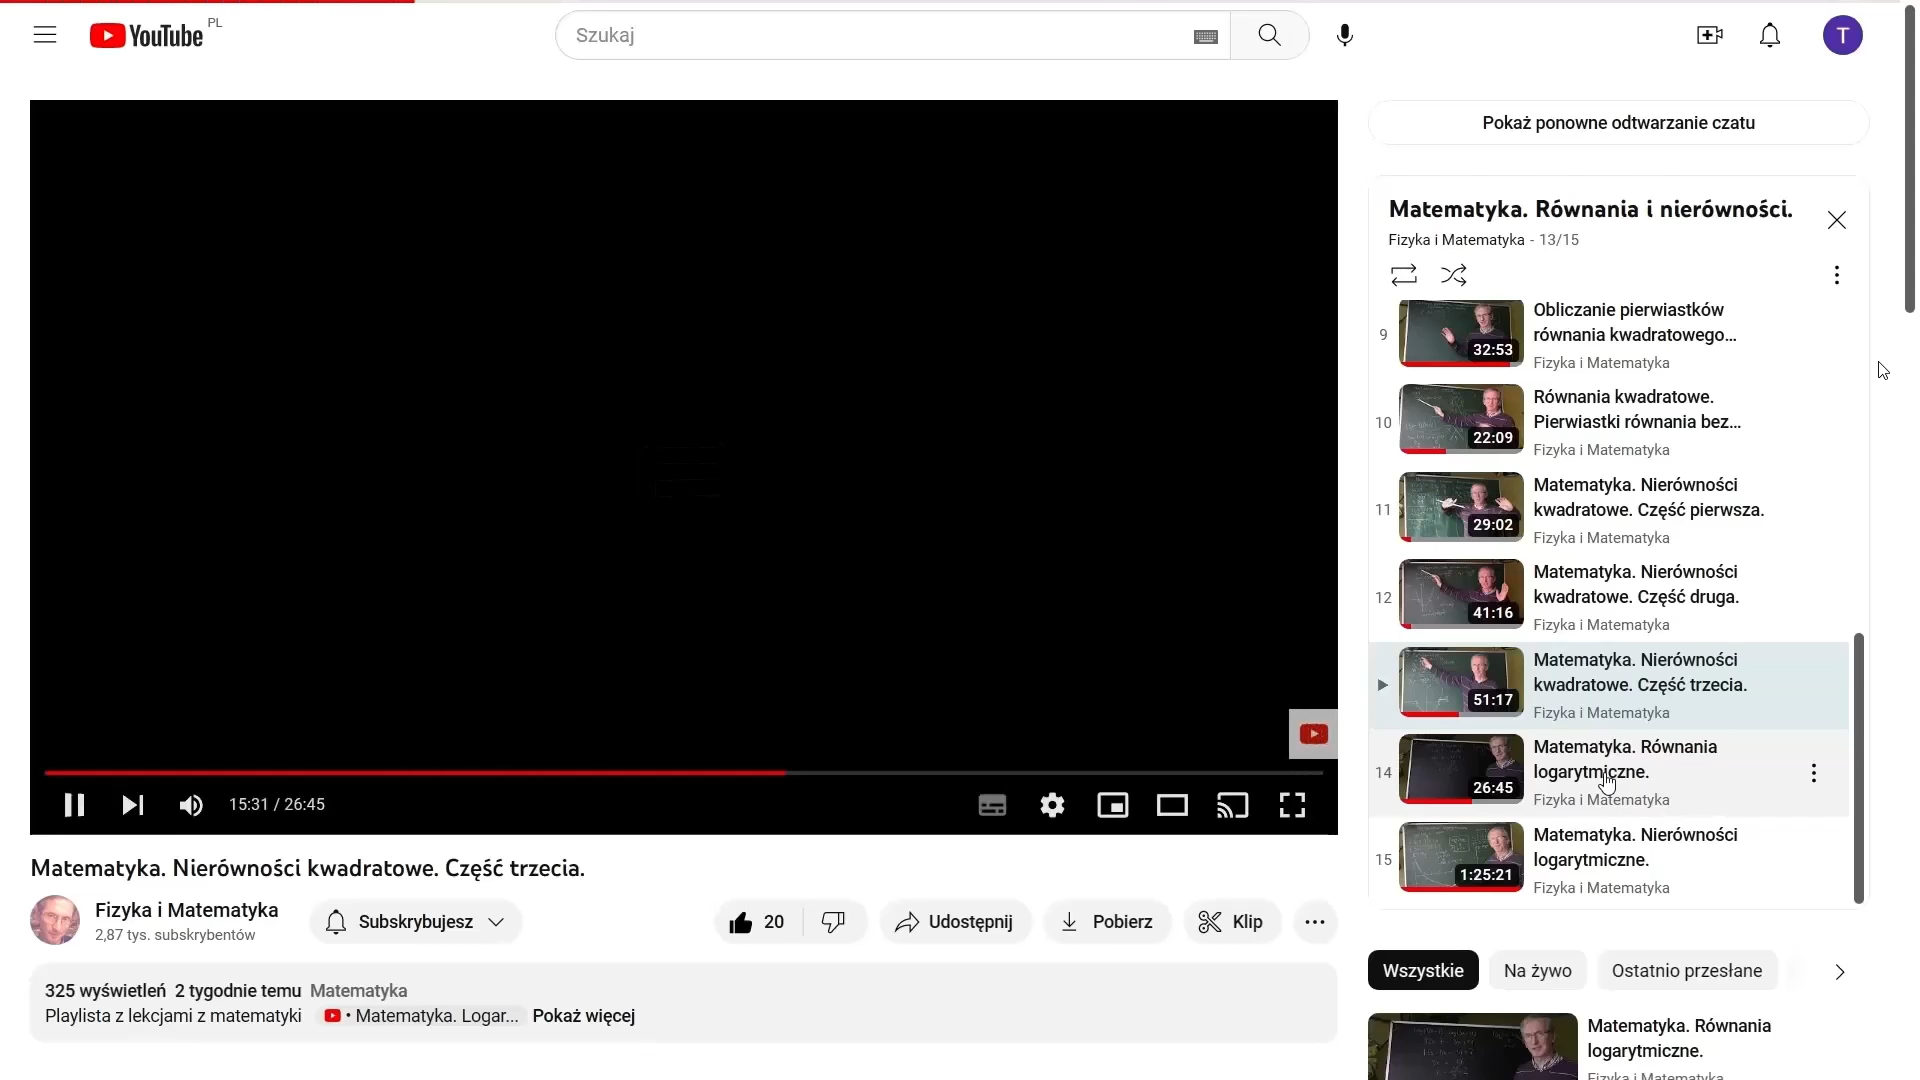 YouTube PL
Szukaj
T
15:31 / 26:45
Matematyka. Nierówności kwadratowe. Część trzecia.
Fizyka i Matematyka
2,87 tys. subskrybentów
Subskrybujesz
20
Udostępnij
Pobierz
Klip
325 wyświetleń 2 tygodnie temu Matematyka
Playlista z lekcjami z matematyki • Matematyka. Logar... Pokaż więcej
Pokaż ponowne odtwarzanie czatu
Matematyka. Równania i nierówności.
Fizyka i Matematyka - 13/15
9
32:53
Obliczanie pierwiastków
równania kwadratowego...
Fizyka i Matematyka
10
22:09
Równania kwadratowe.
Pierwiastki równania bez...
Fizyka i Matematyka
11
29:02
Matematyka. Nierówności
kwadratowe. Część pierwsza.
Fizyka i Matematyka
12
41:16
Matematyka. Nierówności
kwadratowe. Część druga.
Fizyka i Matematyka
51:17
Matematyka. Nierówności
kwadratowe. Część trzecia.
Fizyka i Matematyka
14
26:45
Matematyka. Równania
logarytmiczne.
Fizyka i Matematyka
15
1:25:21
Matematyka. Nierówności
logarytmiczne.
Fizyka i Matematyka
Wszystkie
Na żywo
Ostatnio przesłane
Matematyka. Równania
logarytmiczne.
Fizyka i Matematyka